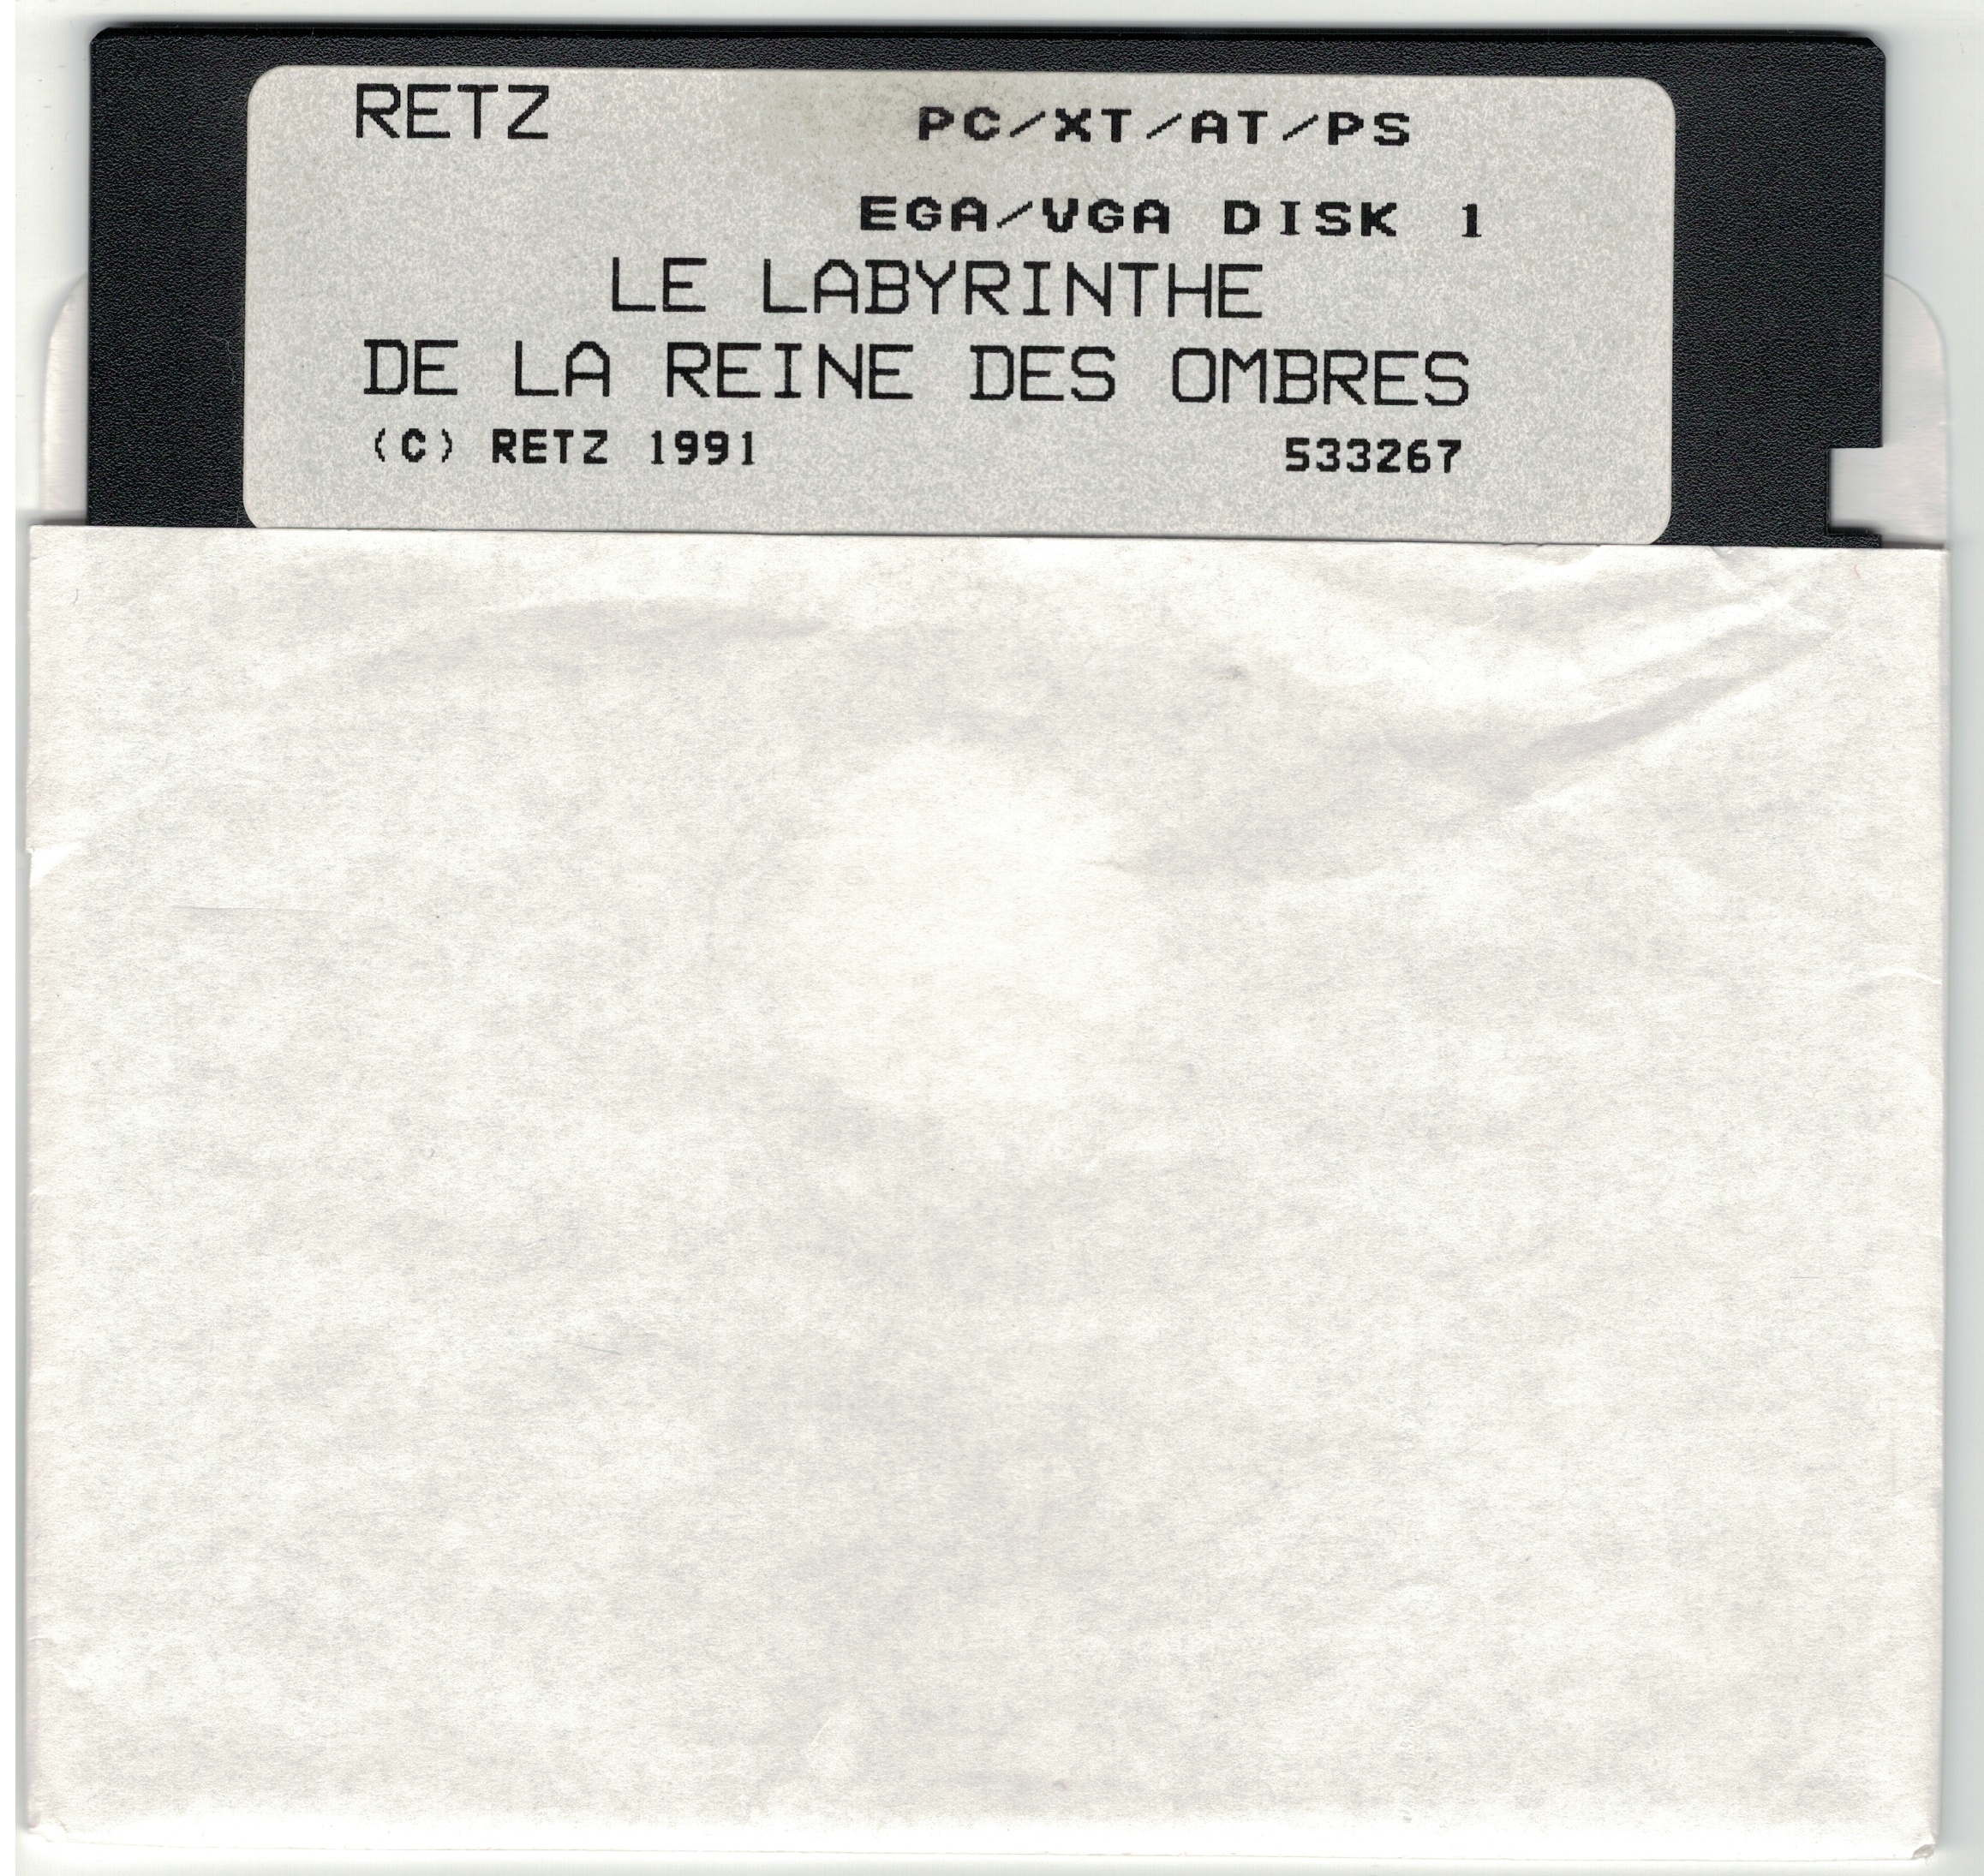 RETZ PC/XT/AT/PS
EGA/VGA DISK 1
LE LABYRINTHE
DE LA REINE DES OMBRES
(C) RETZ 1991 533267